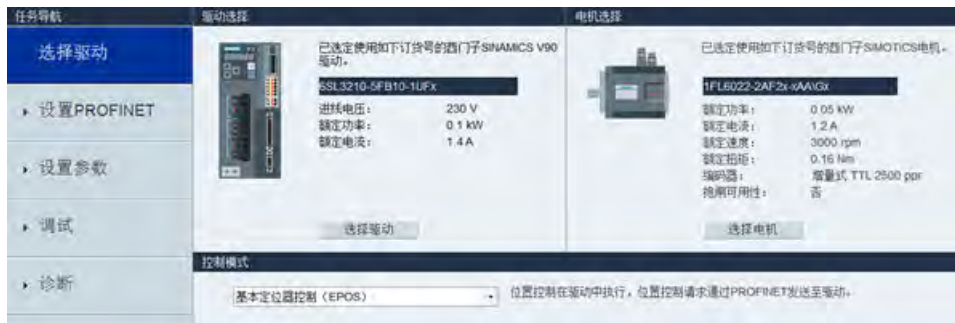 任务导航
选择驱动
设置PROFINET
设置参数
调试
诊断
驱动选择
已选定使用如下订货号的西门子SINAMICS V90
驱动。
6SL3210-5FB10-1UFx
进线电压： 230 V
额定功率： 0.1 kW
额定电流： 1.4 A
选择驱动
电机选择
已选定使用如下订货号的西门子SIMOTICS电机。
1FL6022-2AF2x-xAA\Gx
额定功率： 0.05 kW
额定电流： 1.2 A
额定速度： 3000 rpm
额定扭矩： 0.16 Nm
编码器： 增量式 TTL 2500 ppr
抱闸可用性： 否
选择电机
控制模式
基本定位器控制（EPOS）
位置控制在驱动中执行，位置控制请求通过PROFINET发送至驱动。